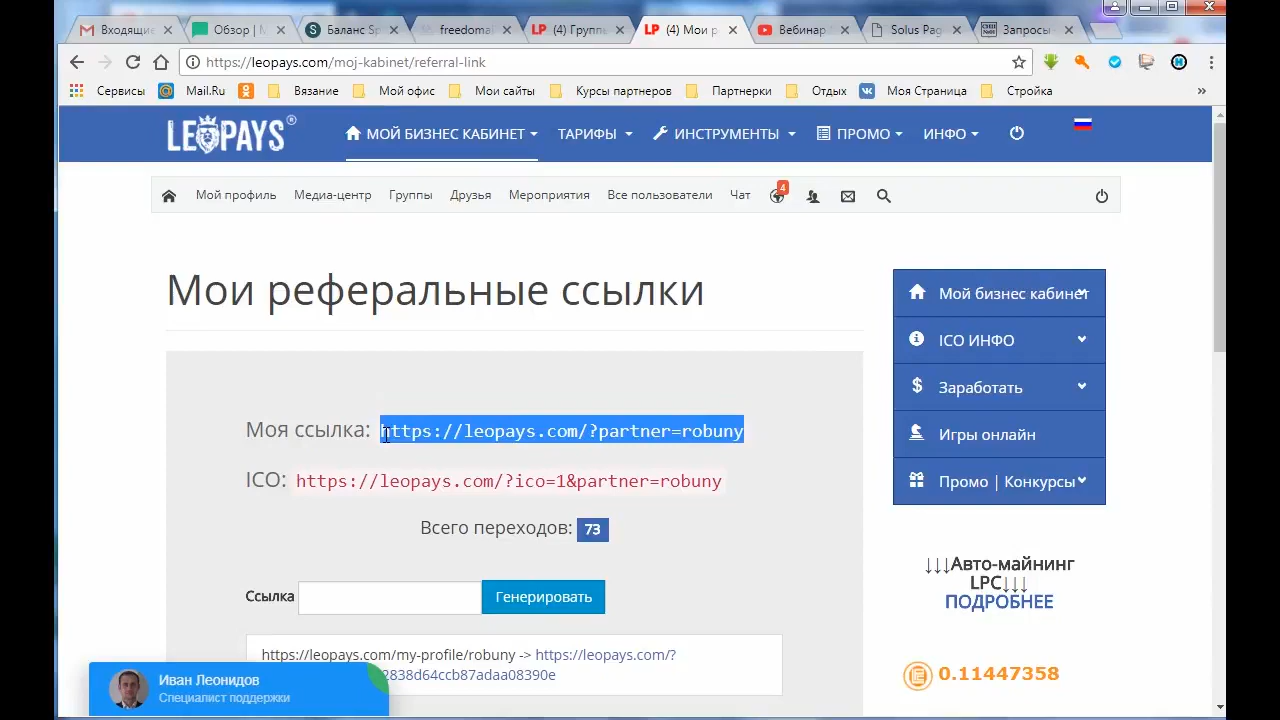 Входящие
Обзор | М
Баланс Sp
freedomai
(4) Группы
(4) Мои р
Вебинар
Solus Pag
Запросы
https://leopays.com/moj-kabinet/referral-link
Сервисы Mail.Ru Вязание Мой офис Мои сайты Курсы партнеров Партнерки Отдых Моя Страница Стройка »
LEOPAYS® МОЙ БИЗНЕС КАБИНЕТ ТАРИФЫ ИНСТРУМЕНТЫ ПРОМО ИНФО
Мой профиль Медиа-центр Группы Друзья Мероприятия Все пользователи Чат 4
Мои реферальные ссылки
Моя ссылка: https://leopays.com/?partner=robuny
ICO: https://leopays.com/?ico=1&partner=robuny
Всего переходов: 73
Ссылка Генерировать
https://leopays.com/my-profile/robuny -> https://leopays.com/?
2838d64ccb87adaa08390e
Мой бизнес кабинет
ICO ИНФО
Заработать
Игры онлайн
Промо | Конкурсы
↓↓↓Авто-майнинг
LPC↓↓↓
ПОДРОБНЕЕ
0.11447358
Иван Леонидов
Специалист поддержки